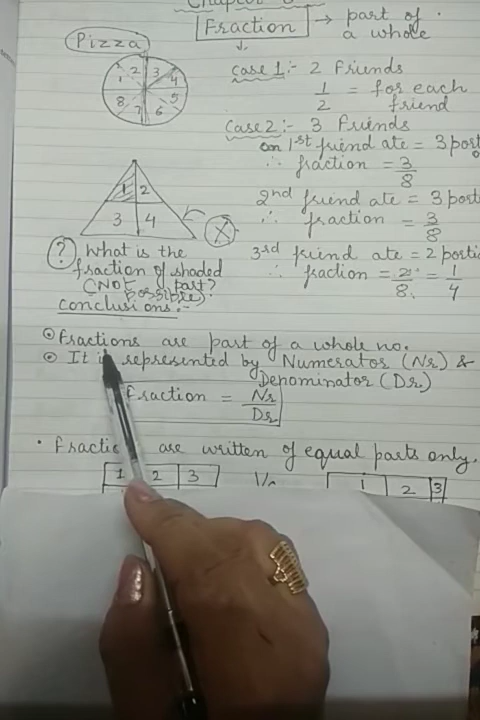 Fraction → part of a whole
Pizza
1 2 3 4 5 6 7 8
Case 1:- 2 Friends
1/2 = for each friend
Case 2:- 3 Friends
1st friend ate = 3
∴ fraction = 3/8
2nd friend ate = 3
∴ fraction = 3/8
3rd friend ate = 2
∴ fraction = 2/8 = 1/4
1 2
3 4
X
? What is the
fraction of shaded
part?
(NOT possible).
Conclusions:-
Fractions are part of a whole no.
It is represented by Numerator (Nr) &
Denominator (Dr)
fraction = Nr/Dr
are written of equal parts only.
1 2 3
1 2 3